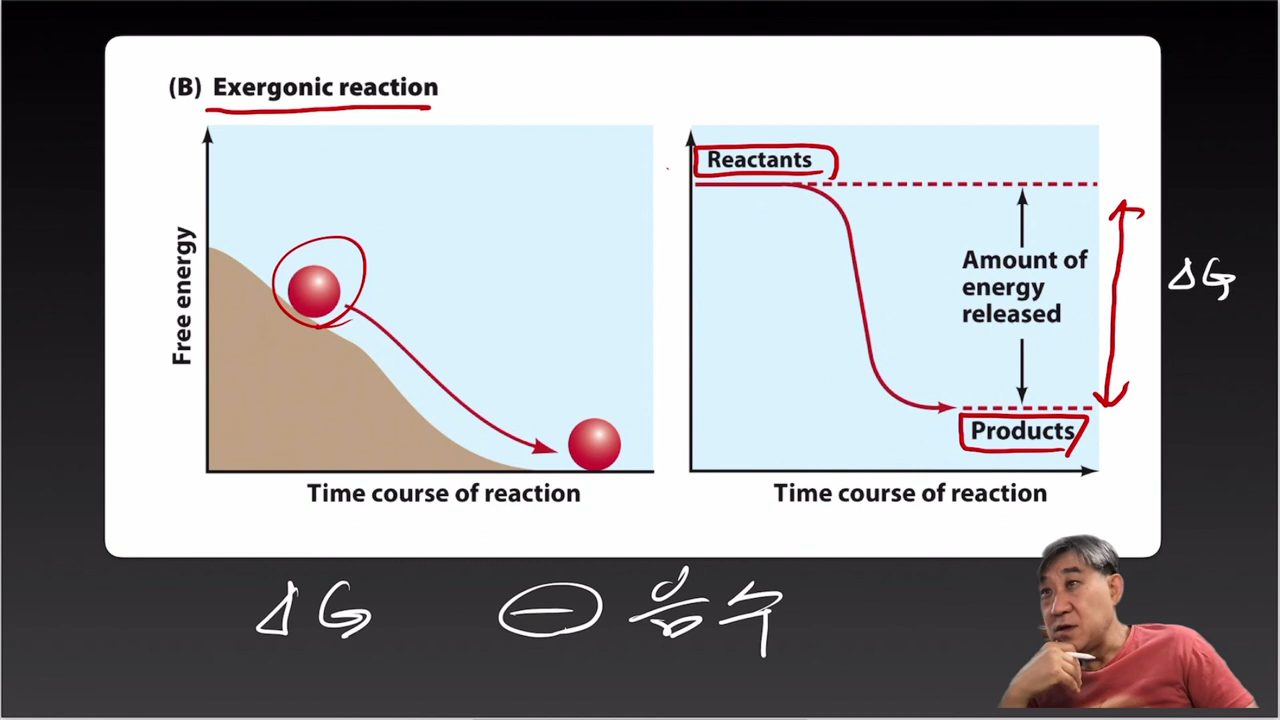 (B) Exergonic reaction
Free energy
Time course of reaction
Reactants
Amount of
energy
released
Products
Time course of reaction
ΔG
ΔG ⊖ 음수